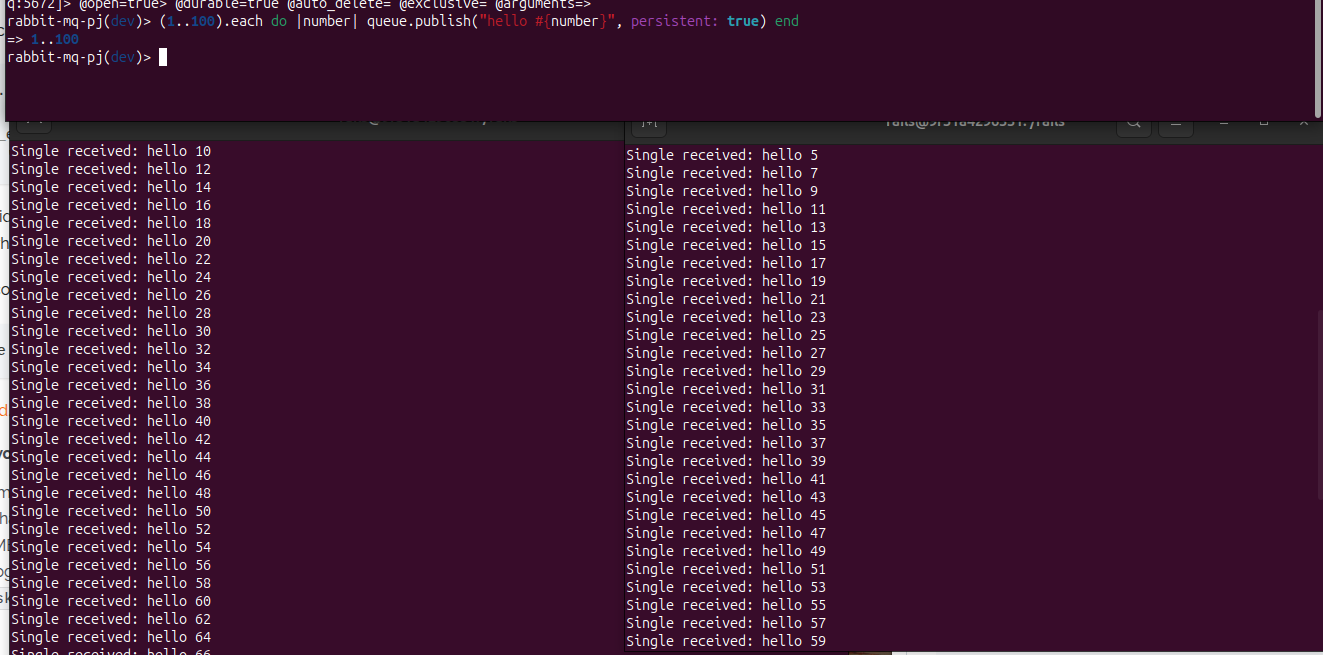 q:5672]> @open=true> @durable=true @auto_delete= @exclusive= @arguments=>
rabbit-mq-pj(dev)> (1..100).each do |number| queue.publish("hello #{number}", persistent: true) end
=> 1..100
rabbit-mq-pj(dev)>
Single received: hello 10
Single received: hello 12
Single received: hello 14
Single received: hello 16
Single received: hello 18
Single received: hello 20
Single received: hello 22
Single received: hello 24
Single received: hello 26
Single received: hello 28
Single received: hello 30
Single received: hello 32
Single received: hello 34
Single received: hello 36
Single received: hello 38
Single received: hello 40
Single received: hello 42
Single received: hello 44
Single received: hello 46
Single received: hello 48
Single received: hello 50
Single received: hello 52
Single received: hello 54
Single received: hello 56
Single received: hello 58
Single received: hello 60
Single received: hello 62
Single received: hello 64
Single received: hello 66
Single received: hello 5
Single received: hello 7
Single received: hello 9
Single received: hello 11
Single received: hello 13
Single received: hello 15
Single received: hello 17
Single received: hello 19
Single received: hello 21
Single received: hello 23
Single received: hello 25
Single received: hello 27
Single received: hello 29
Single received: hello 31
Single received: hello 33
Single received: hello 35
Single received: hello 37
Single received: hello 39
Single received: hello 41
Single received: hello 43
Single received: hello 45
Single received: hello 47
Single received: hello 49
Single received: hello 51
Single received: hello 53
Single received: hello 55
Single received: hello 57
Single received: hello 59